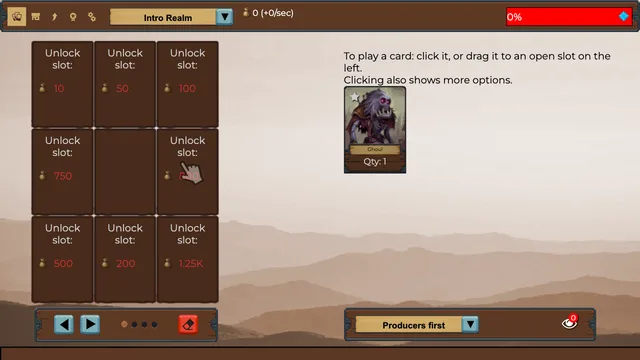 Intro Realm
0 (+0/sec)
0%
Unlock
slot:
10
Unlock
slot:
50
Unlock
slot:
100
Unlock
slot:
750
Unlock
slot:
Unlock
slot:
500
Unlock
slot:
200
Unlock
slot:
1.25K
To play a card: click it, or drag it to an open slot on the
left.
Clicking also shows more options.
Ghoul
Qty: 1
Producers first
0